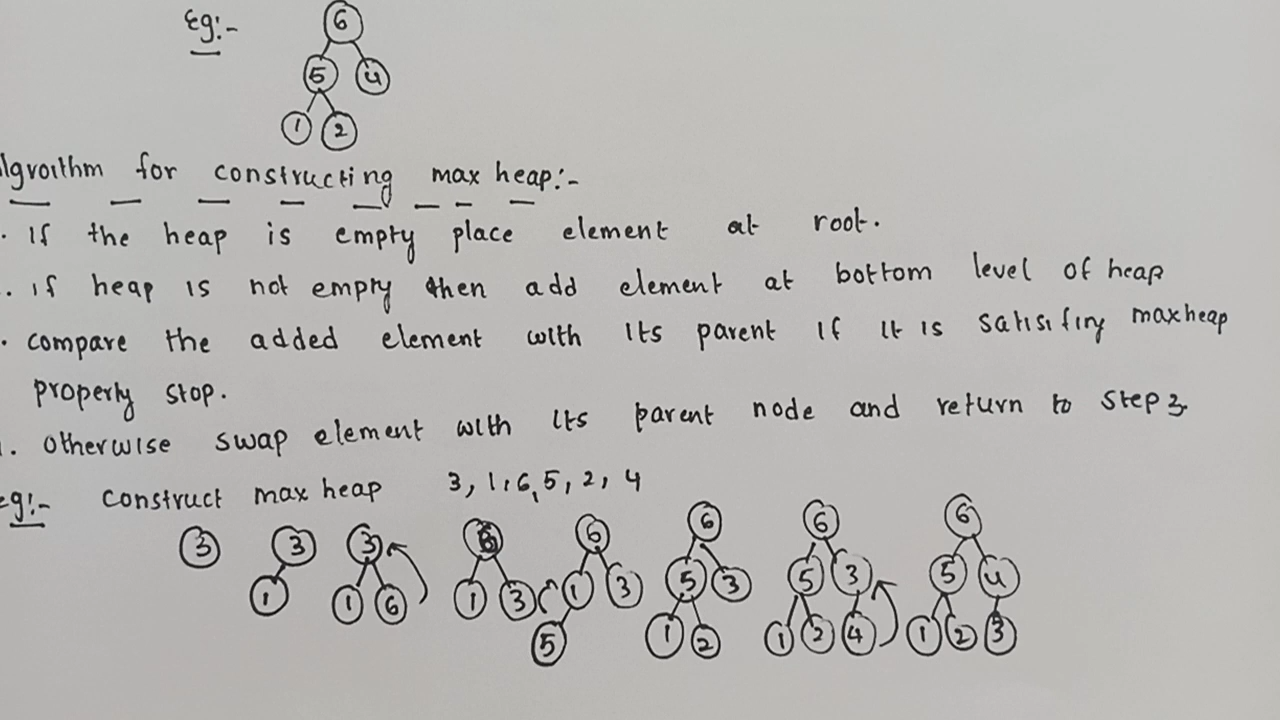 Eg:-
6
5 4
1 2
lgroithm for constructing max heap:-
. If the heap is empty place element at root.
. if heap is not empty then add element at bottom level of heap
. compare the added element with its parent if it is satisifiny maxheap
property stop.
. otherwise swap element with its parent node and return to step 3.
eg:- construct max heap 3, 1, 6, 5, 2, 4
3 3 3 6 6 6 6 6
1 1 6 1 3 1 3 5 3 5 3 5 4
5 1 2 1 2 4 1 2 3